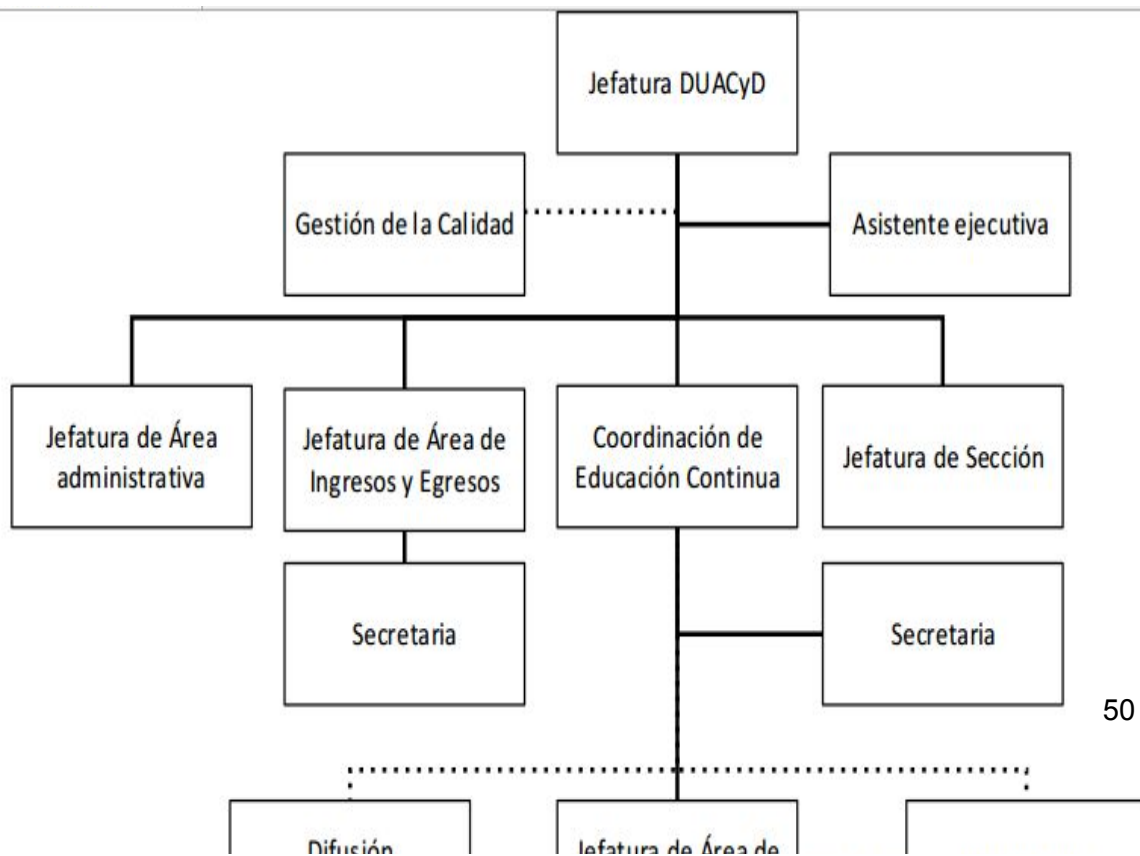 Jefatura DUACyD
Gestión de la Calidad
Asistente ejecutiva
Jefatura de Área
administrativa
Jefatura de Área de
Ingresos y Egresos
Coordinación de
Educación Continua
Jefatura de Sección
Secretaria
Secretaria
50
Difusión
Jefatura de Área de